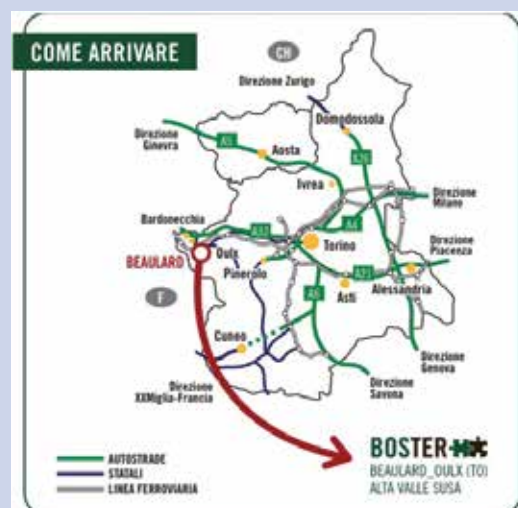 COME ARRIVARE
CH
Direzione Zurigo
Domodossola
Direzione
Ginevra
A5
Aosta
A26
Ivrea
Direzione
Milano
Bardonecchia
A32
A4
Torino
Direzione
Piacenza
BEAULARD
Oulx
Pinerolo
A21
F
A6
Asti
Alessandria
Cuneo
Direzione
Genova
Direzione
XXMiglia-Francia
Direzione
Savona
AUTOSTRADE
STATALI
LINEA FERROVIARIA
BOSTER
BEAULARD_OULX (TO)
ALTA VALLE SUSA